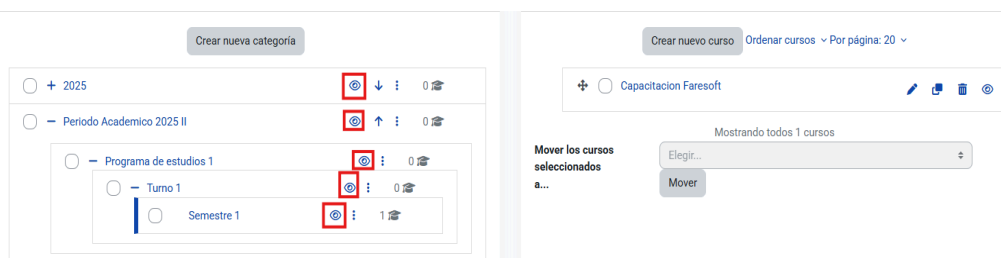 Crear nueva categoría
2025 0
Periodo Academico 2025 II 0
Programa de estudios 1 0
Turno 1 0
Semestre 1 1
Crear nuevo curso Ordenar cursos Por página: 20
Capacitacion Faresoft
Mostrando todos 1 cursos
Mover los cursos
seleccionados
a...
Elegir...
Mover